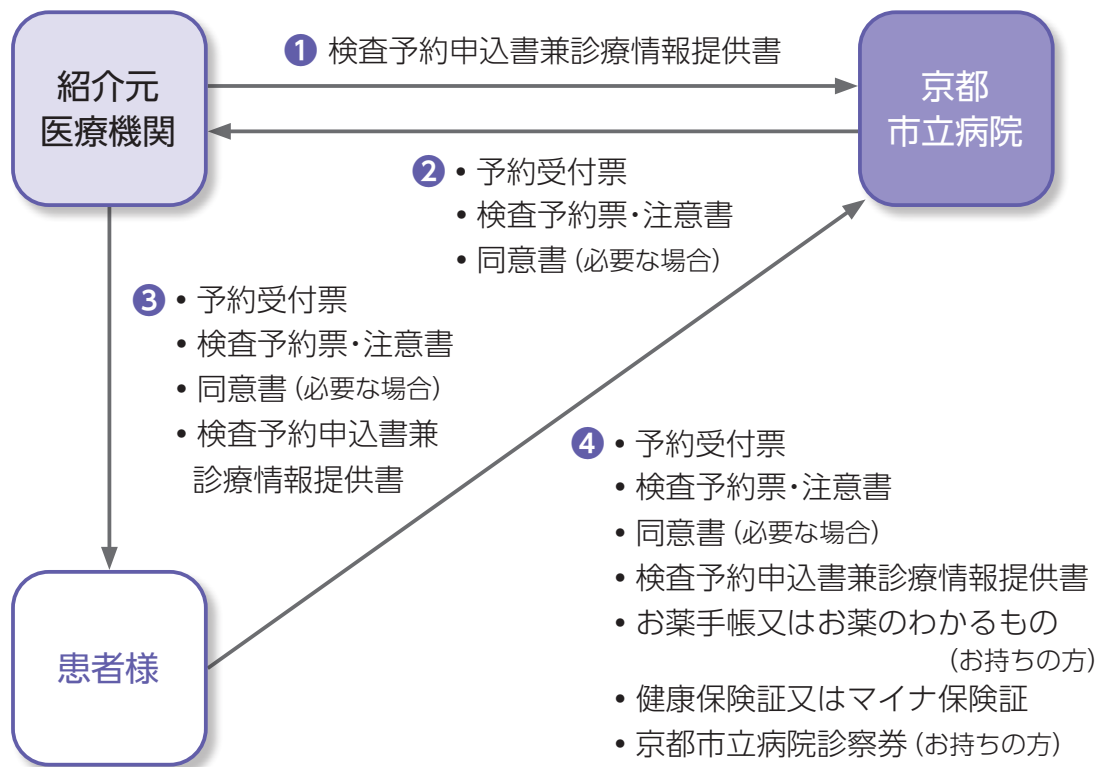 紹介元
医療機関
❶ 検査予約申込書兼診療情報提供書
京都
市立病院
❷ • 予約受付票
• 検査予約票・注意書
• 同意書（必要な場合）
❸ • 予約受付票
• 検査予約票・注意書
• 同意書（必要な場合）
• 検査予約申込書兼
診療情報提供書
患者様
❹ • 予約受付票
• 検査予約票・注意書
• 同意書（必要な場合）
• 検査予約申込書兼診療情報提供書
• お薬手帳又はお薬のわかるもの
（お持ちの方）
• 健康保険証又はマイナ保険証
• 京都市立病院診察券（お持ちの方）